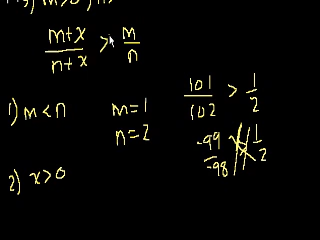 m+x/n+x > m/n
1) m<n m=1 101/102 > 1/2
n=2 -99/-98 1/2
2) x>0